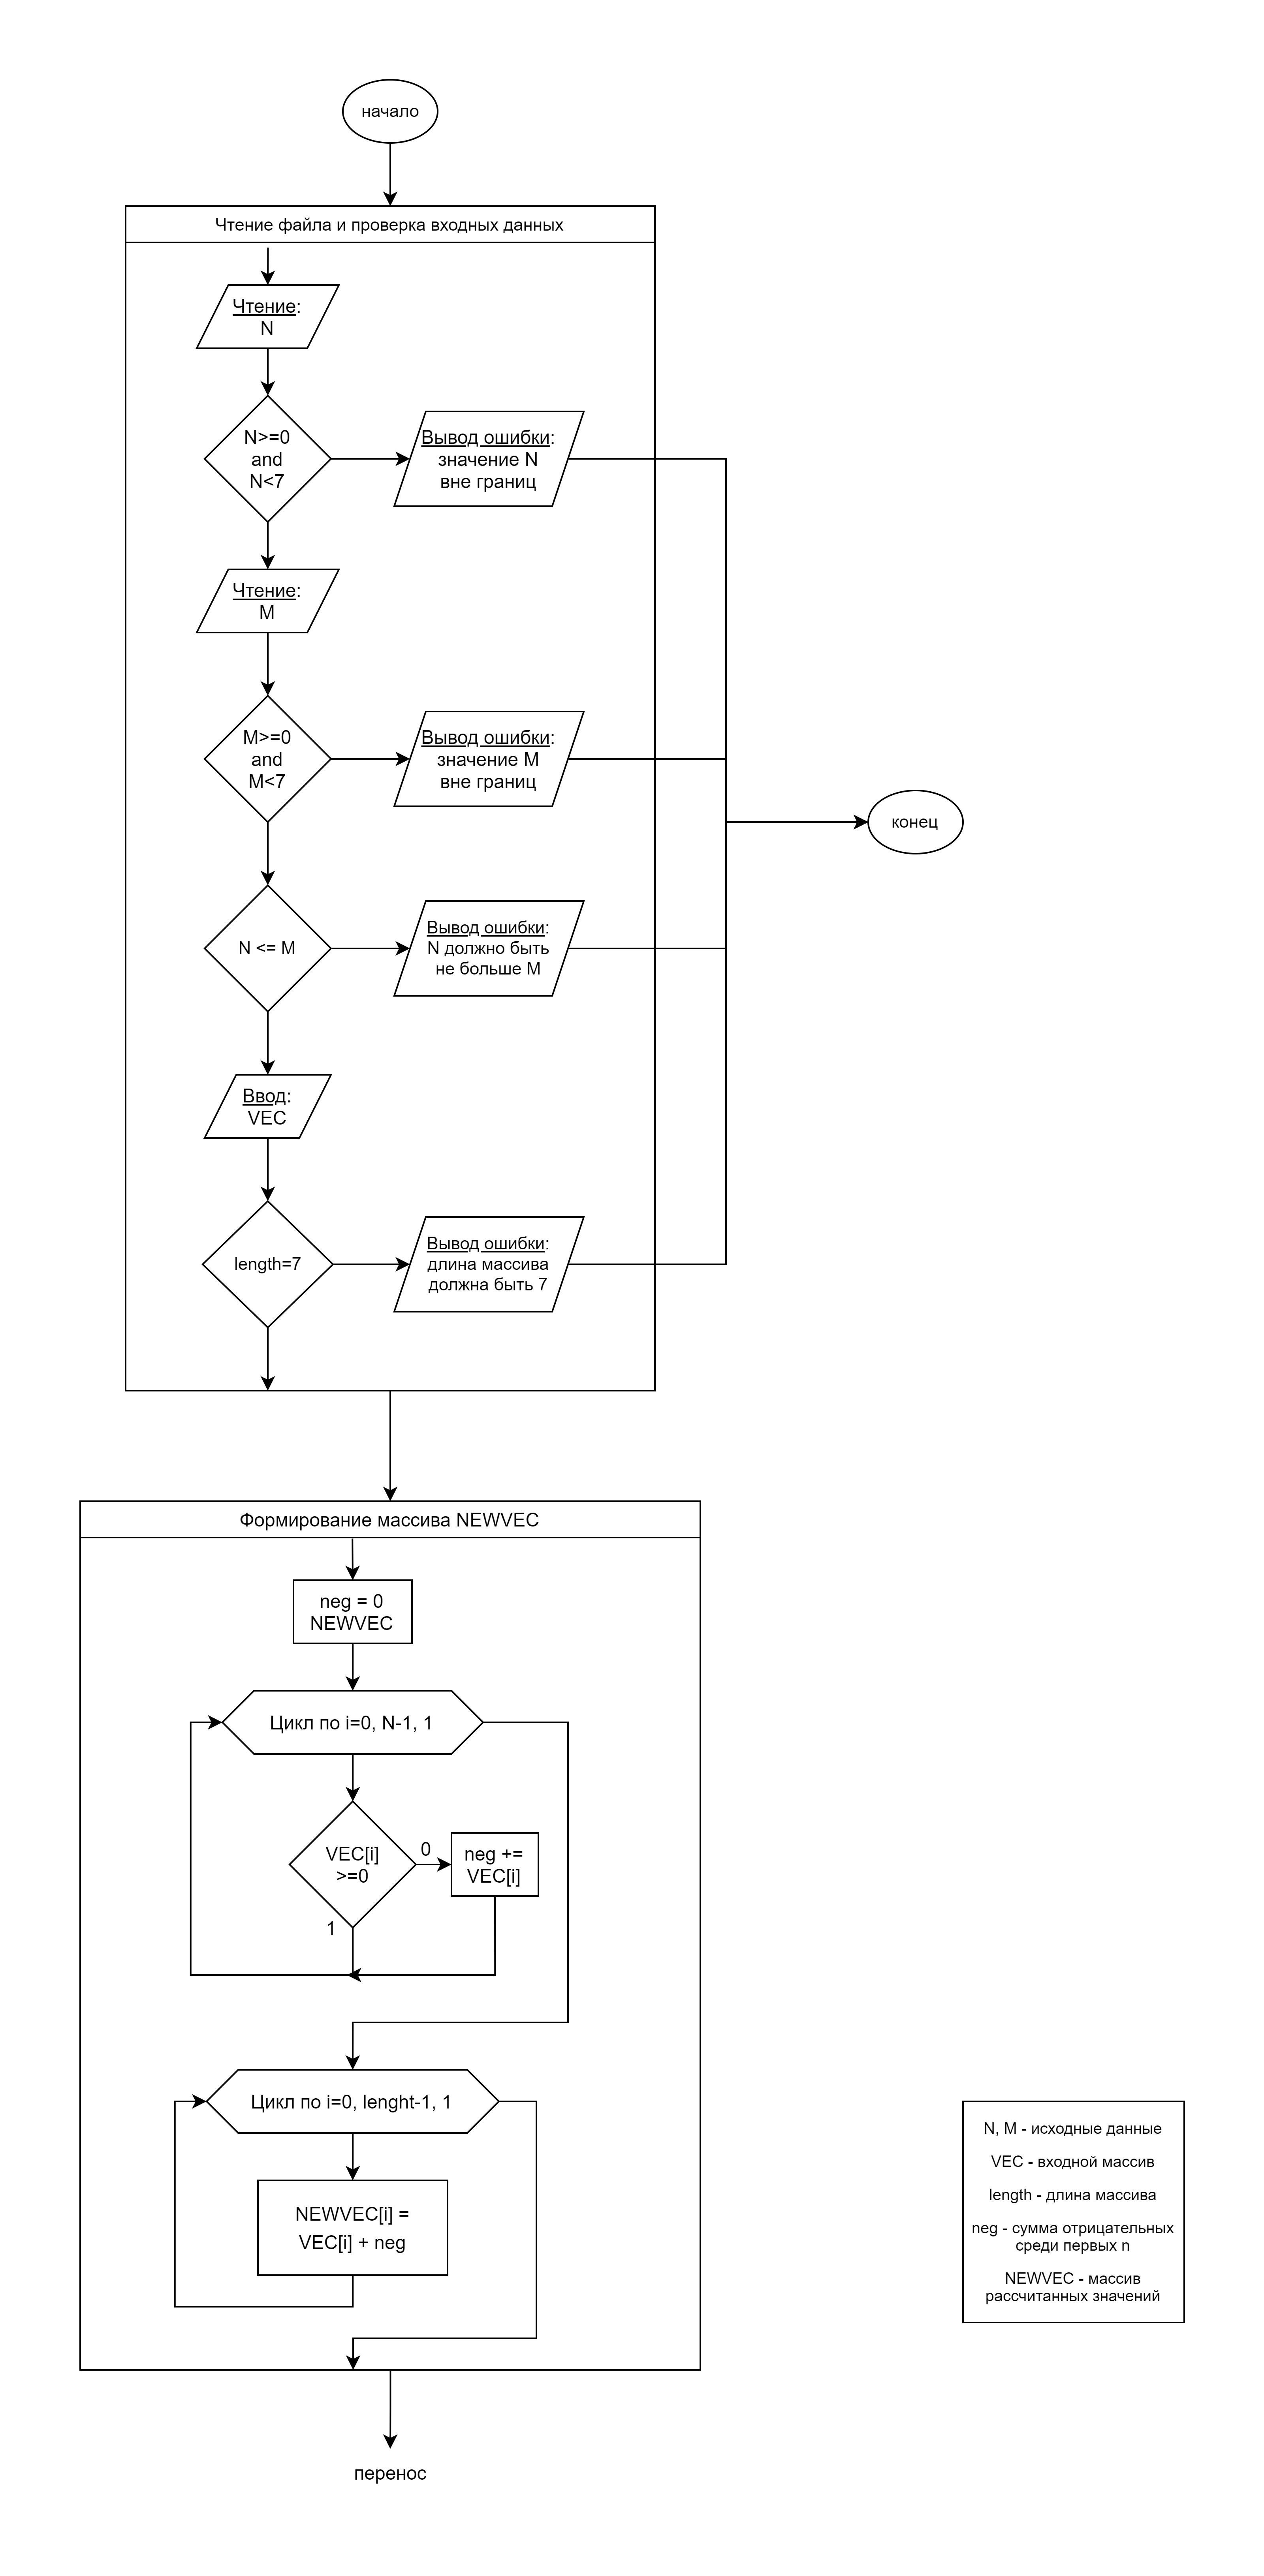 начало
Чтение файла и проверка входных данных
Чтение:
N
N>=0
and
N<7
Вывод ошибки:
значение N
вне границ
Чтение:
M
M>=0
and
M<7
Вывод ошибки:
значение M
вне границ
конец
N <= M
Вывод ошибки:
N должно быть
не больше M
Ввод:
VEC
length=7
Вывод ошибки:
длина массива
должна быть 7
Формирование массива NEWVEC
neg = 0
NEWVEC
Цикл по i=0, N-1, 1
VEC[i]
>=0
0
neg +=
VEC[i]
1
Цикл по i=0, lenght-1, 1
NEWVEC[i] =
VEC[i] + neg
N, M - исходные данные
VEC - входной массив
length - длина массива
neg - сумма отрицательных
среди первых n
NEWVEC - массив
рассчитанных значений
перенос